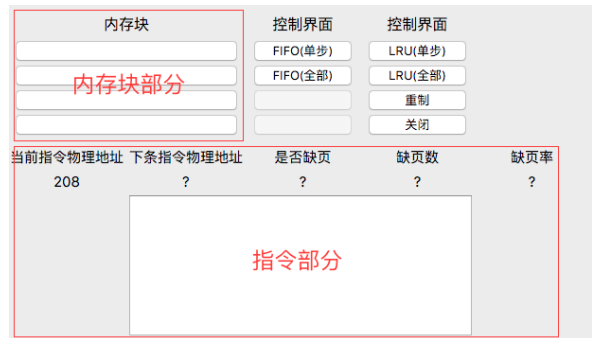 内存块 控制界面 控制界面
FIFO(单步) LRU(单步)
内存块部分 FIFO(全部) LRU(全部)
重制
关闭
当前指令物理地址 下条指令物理地址 是否缺页 缺页数 缺页率
208 ? ? ? ?
指令部分